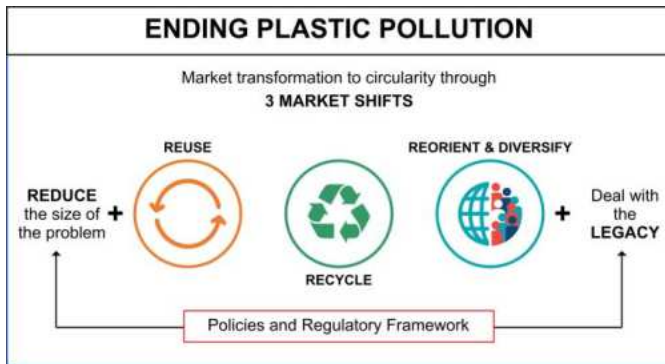 ENDING PLASTIC POLLUTION
Market transformation to circularity through
3 MARKET SHIFTS
REUSE
REORIENT & DIVERSIFY
REDUCE
the size of
the problem
+
+
Deal with
the
LEGACY
RECYCLE
Policies and Regulatory Framework